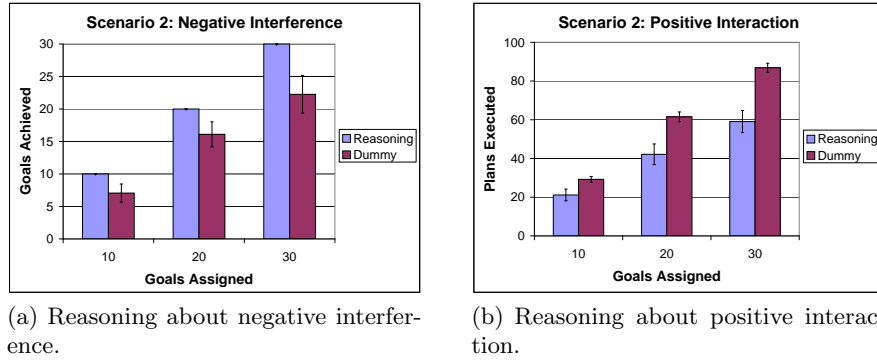 Scenario 2: Negative Interference
Goals Achieved
30
25
20
15
10
5
0
10 20 30
Goals Assigned
Reasoning
Dummy
(a) Reasoning about negative interfer-
ence.
Scenario 2: Positive Interaction
Plans Executed
100
80
60
40
20
0
10 20 30
Goals Assigned
Reasoning
Dummy
(b) Reasoning about positive interac-
tion.